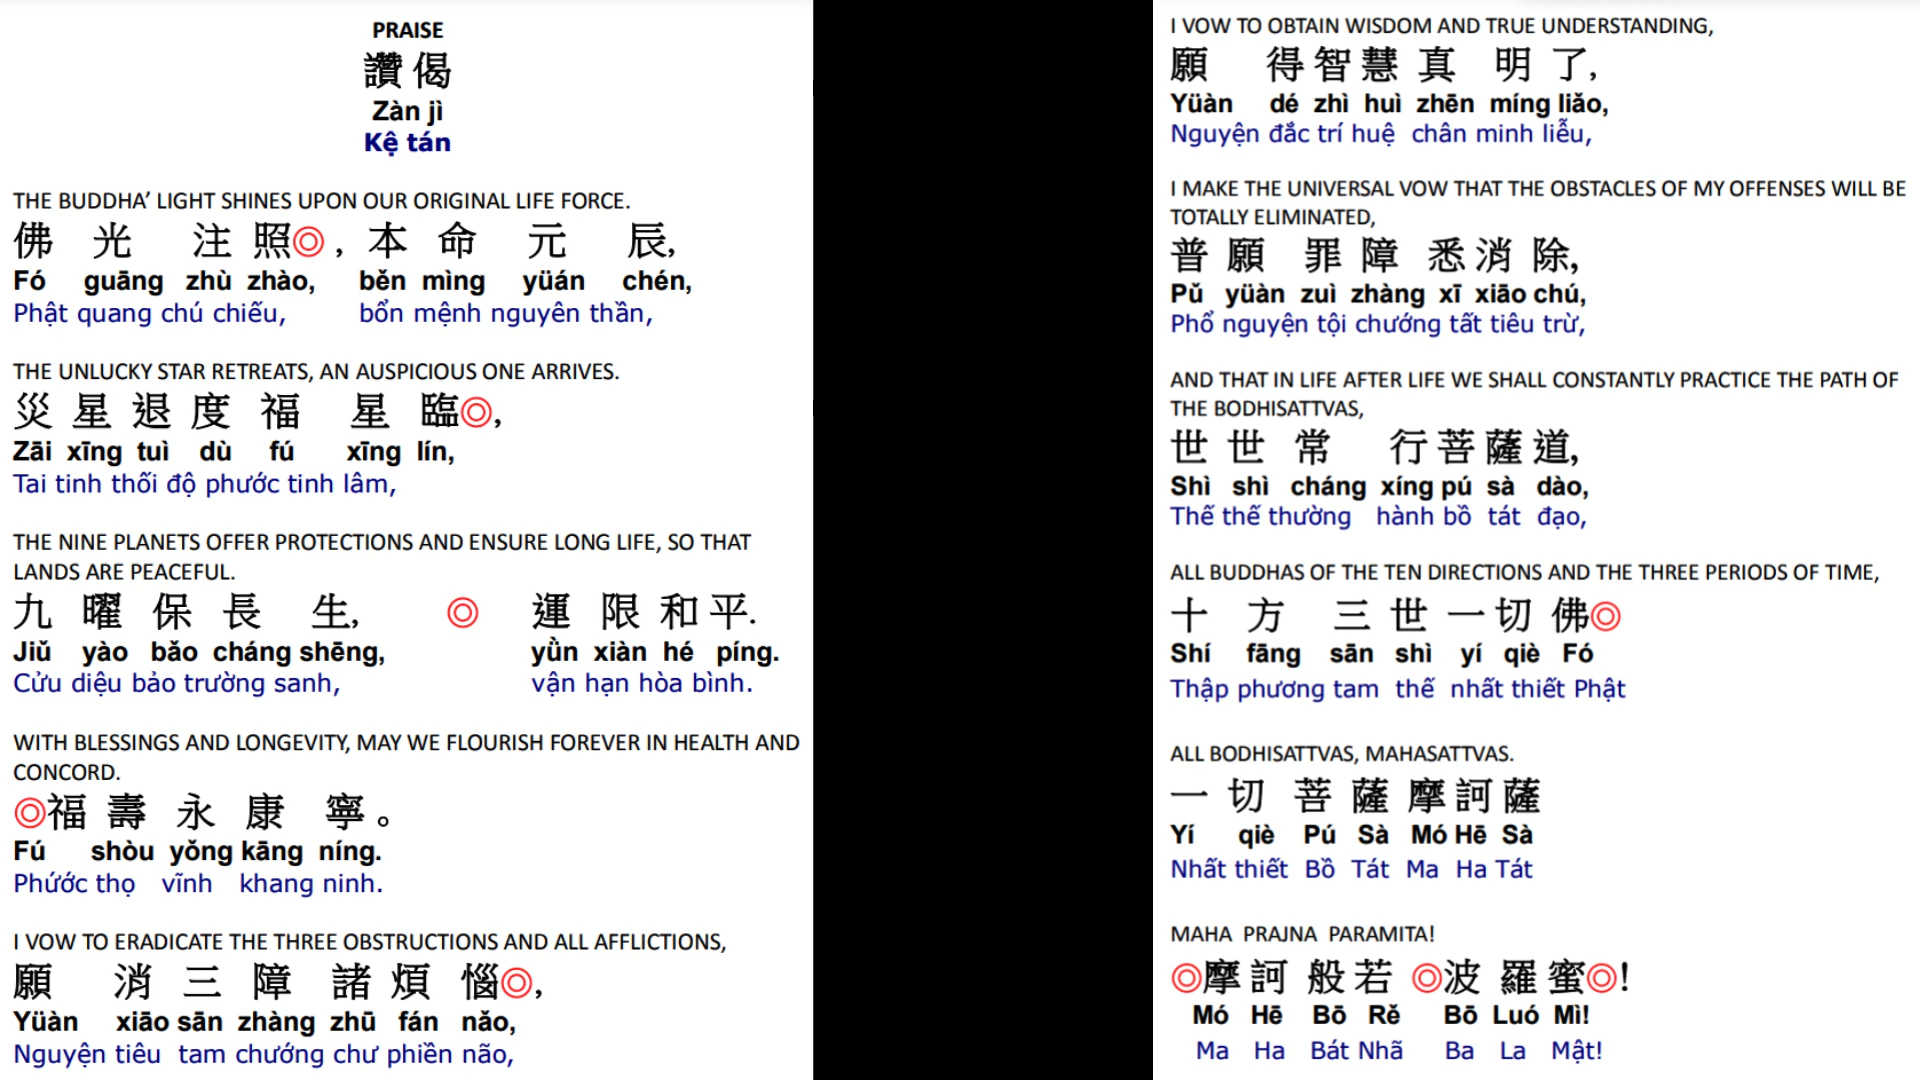 PRAISE
讚偈
Zàn jì
Kệ tán
THE BUDDHA’ LIGHT SHINES UPON OUR ORIGINAL LIFE FORCE.
佛 光 注 照◎, 本 命 元 辰,
Fó guāng zhù zhào, běn mìng yüán chén,
Phật quang chú chiếu, bổn mệnh nguyên thần,
THE UNLUCKY STAR RETREATS, AN AUSPICIOUS ONE ARRIVES.
災 星 退 度 福 星 臨◎,
Zāi xīng tuì dù fú xīng lín,
Tai tinh thối độ phước tinh lâm,
THE NINE PLANETS OFFER PROTECTIONS AND ENSURE LONG LIFE, SO THAT
LANDS ARE PEACEFUL.
九 曜 保 長 生, ◎ 運 限 和 平.
Jiǔ yào bǎo cháng shēng, yǜn xiàn hé píng.
Cửu diệu bảo trường sanh, vận hạn hòa bình.
WITH BLESSINGS AND LONGEVITY, MAY WE FLOURISH FOREVER IN HEALTH AND
CONCORD.
◎福 壽 永 康 寧。
Fú shòu yǒng kāng níng.
Phứớc thọ vĩnh khang ninh.
I VOW TO ERADICATE THE THREE OBSTRUCTIONS AND ALL AFFLICTIONS,
願 消 三 障 諸 煩 惱◎,
Yüàn xiāo sān zhàng zhū fán nǎo,
Nguyện tiêu tam chướng chư phiền não,
I VOW TO OBTAIN WISDOM AND TRUE UNDERSTANDING,
願 得 智 慧 真 明 了,
Yüàn dé zhì huì zhēn míng liǎo,
Nguyện đắc trí huệ chân minh liễu,
I MAKE THE UNIVERSAL VOW THAT THE OBSTACLES OF MY OFFENSES WILL BE
TOTALLY ELIMINATED,
普 願 罪 障 悉 消 除,
Pǔ yüàn zuì zhàng xī xiāo chú,
Phổ nguyện tội chướng tất tiêu trừ,
AND THAT IN LIFE AFTER LIFE WE SHALL CONSTANTLY PRACTICE THE PATH OF
THE BODHISATTVAS,
世 世 常 行 菩 薩 道,
Shì shì cháng xíng pú sà dào,
Thế thế thường hành bồ tát đạo,
ALL BUDDHAS OF THE TEN DIRECTIONS AND THE THREE PERIODS OF TIME,
十 方 三 世 一 切 佛◎
Shí fāng sān shì yí qiè Fó
Thập phương tam thế nhất thiết Phật
ALL BODHISATTVAS, MAHASATTVAS.
一 切 菩 薩 摩 訶 薩
Yí qiè Pú Sà Mó Hē Sà
Nhất thiết Bồ Tát Ma Ha Tát
MAHA PRAJNA PARAMITA!
◎摩 訶 般 若 ◎波 羅 蜜◎!
Mó Hē Bō Rě Bō Luó Mì!
Ma Ha Bát Nhã Ba La Mật!